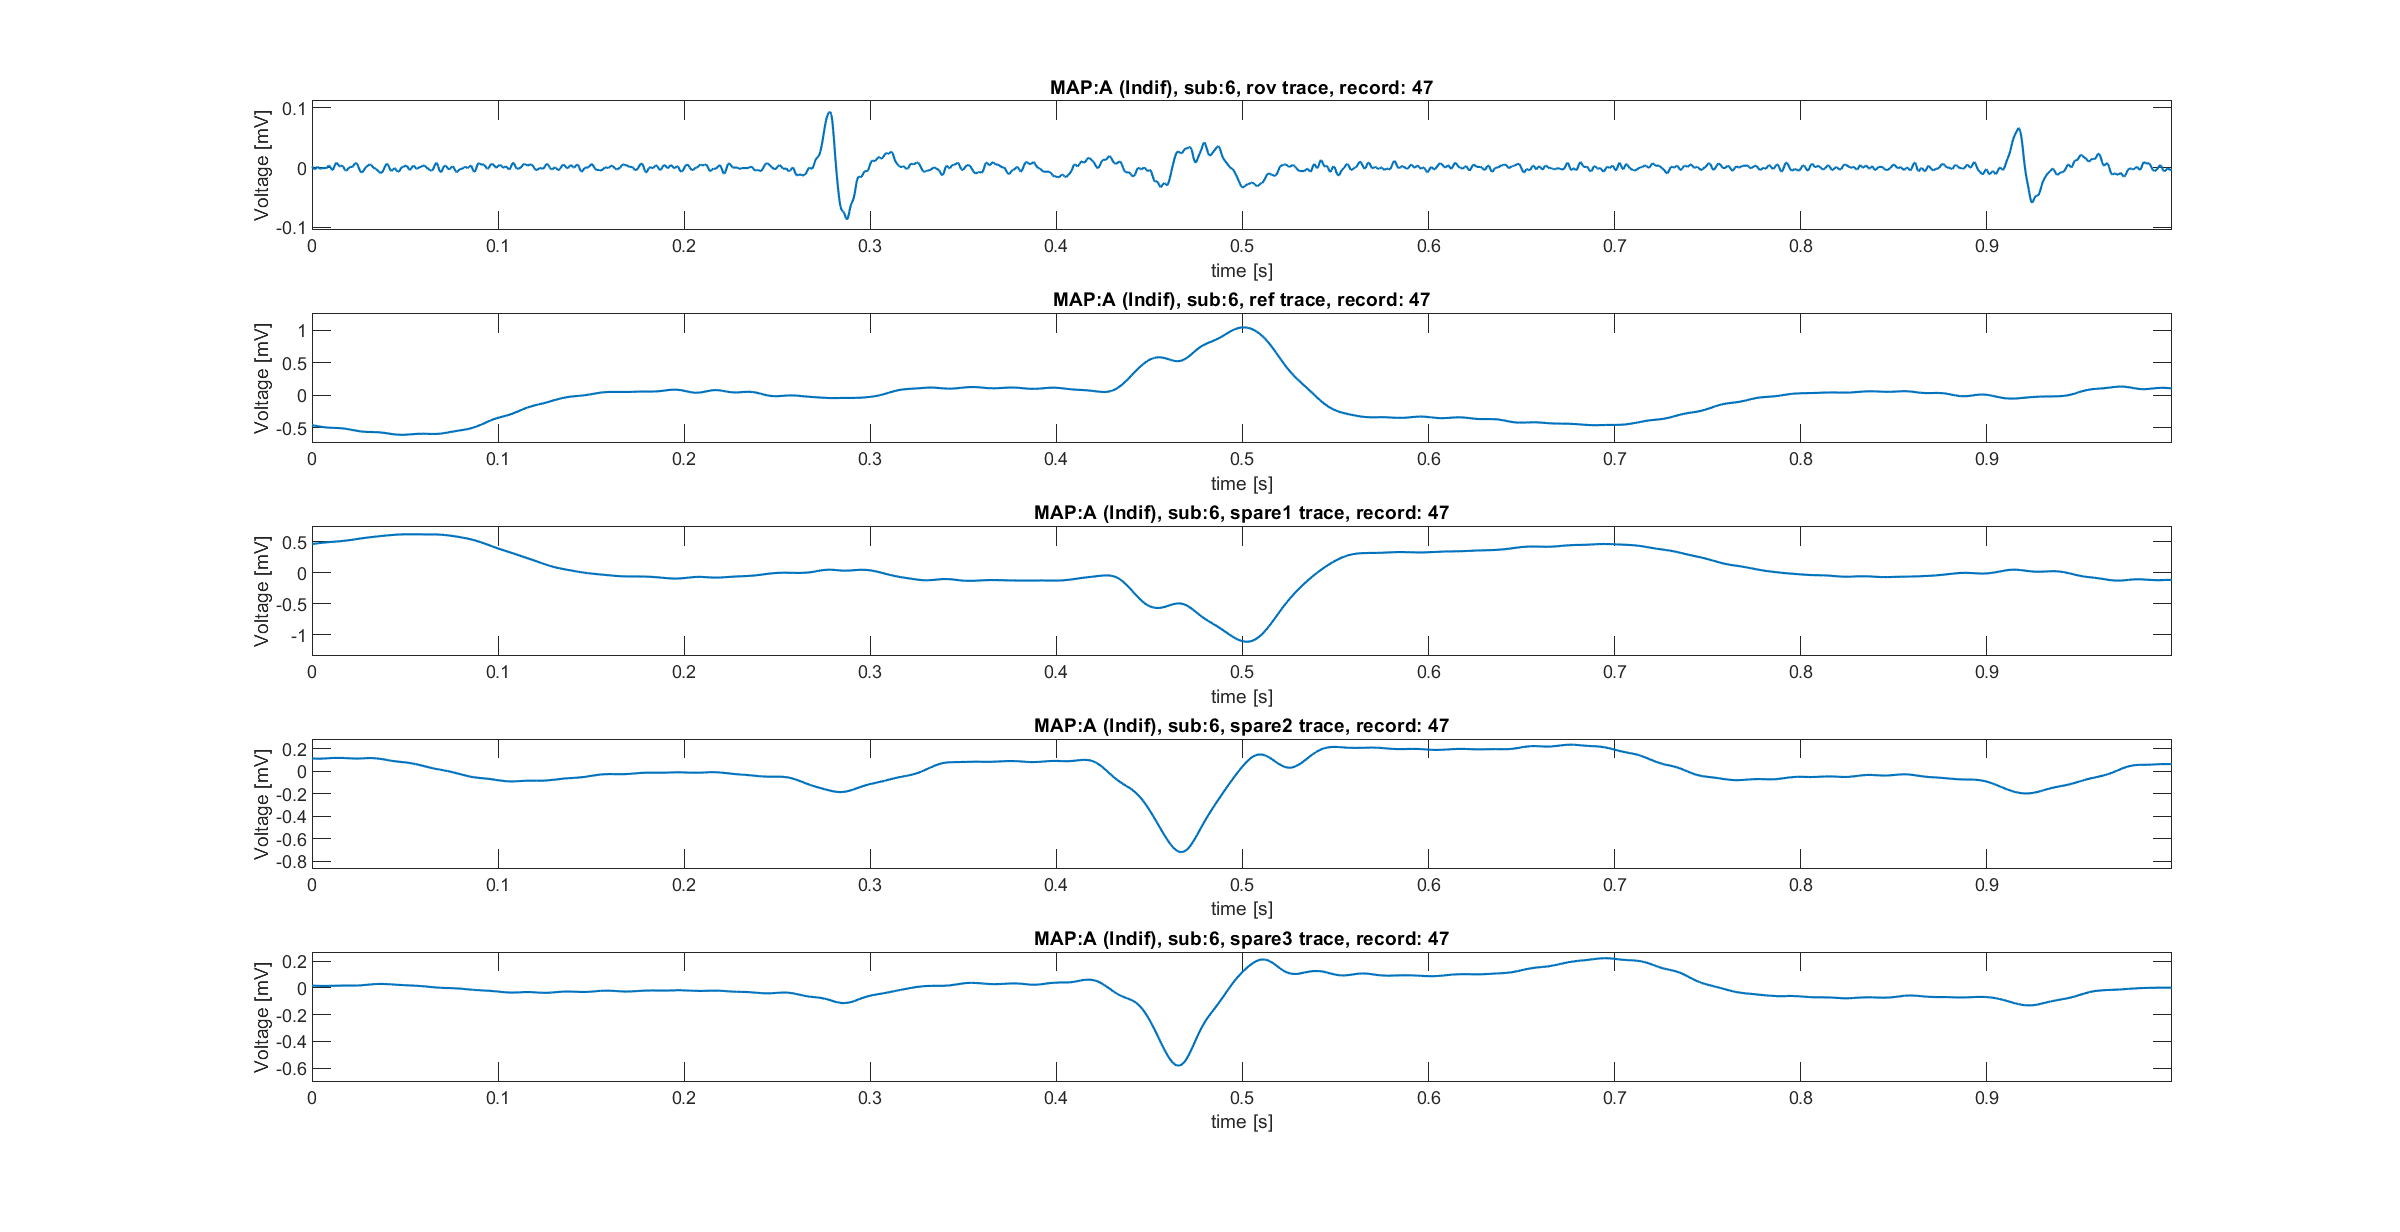 MAP:A (Indif), sub:6, rov trace, record: 47
Voltage [mV]
0.1
0
-0.1
0 0.1 0.2 0.3 0.4 0.5 0.6 0.7 0.8 0.9
time [s]
MAP:A (Indif), sub:6, ref trace, record: 47
Voltage [mV]
1
0.5
0
-0.5
0 0.1 0.2 0.3 0.4 0.5 0.6 0.7 0.8 0.9
time [s]
MAP:A (Indif), sub:6, spare1 trace, record: 47
Voltage [mV]
0.5
0
-0.5
-1
0 0.1 0.2 0.3 0.4 0.5 0.6 0.7 0.8 0.9
time [s]
MAP:A (Indif), sub:6, spare2 trace, record: 47
Voltage [mV]
0.2
0
-0.2
-0.4
-0.6
-0.8
0 0.1 0.2 0.3 0.4 0.5 0.6 0.7 0.8 0.9
time [s]
MAP:A (Indif), sub:6, spare3 trace, record: 47
Voltage [mV]
0.2
0
-0.2
-0.4
-0.6
0 0.1 0.2 0.3 0.4 0.5 0.6 0.7 0.8 0.9
time [s]